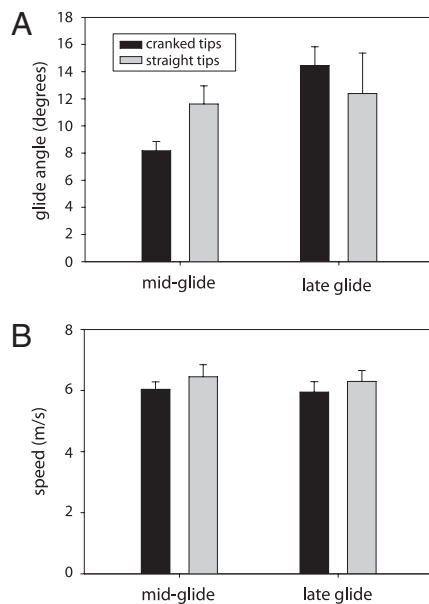 A
18
16
14
12
10
8
6
4
2
0
glide angle (degrees)
cranked tips
straight tips
mid-glide
late glide
B
8
6
4
2
0
speed (m/s)
mid-glide
late glide